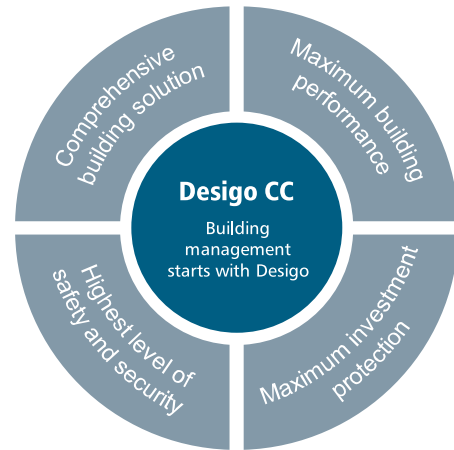 Comprehensive
building solution
Maximum building
performance
Desigo CC
Building
management
starts with Desigo
Highest level of
safety and security
Maximum investment
protection